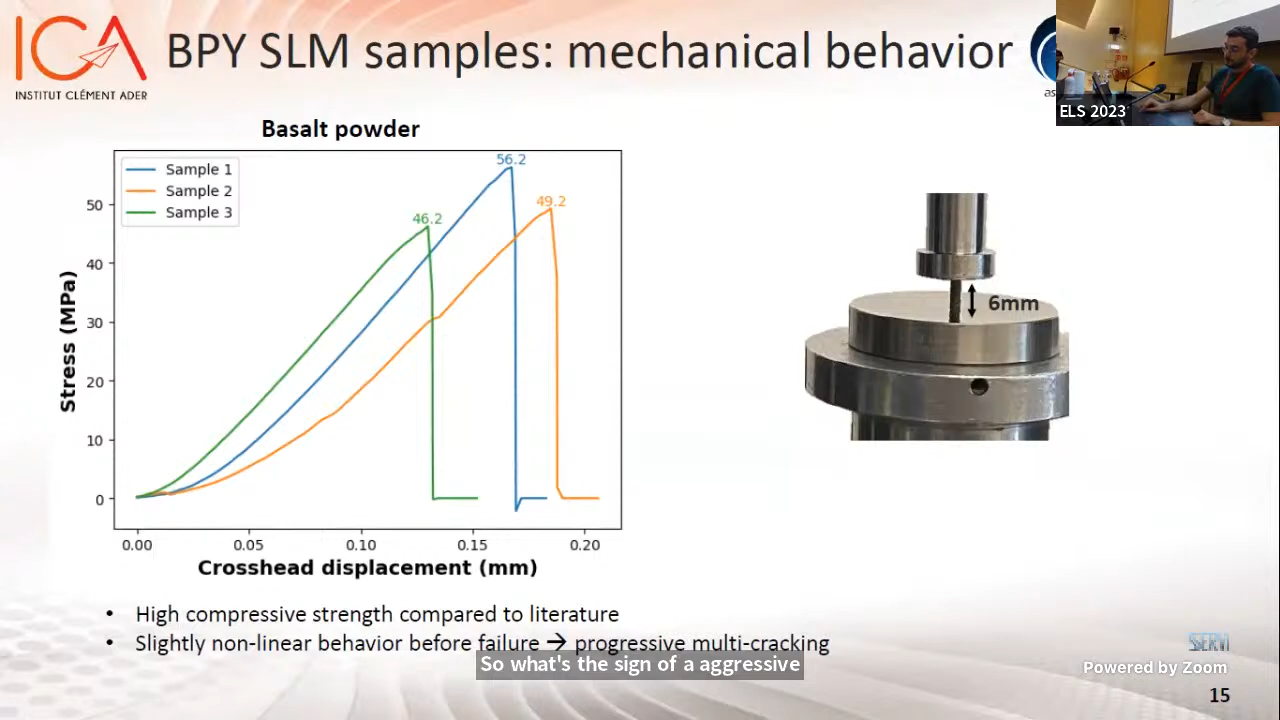 ICA
INSTITUT CLÉMENT ADER
BPY SLM samples: mechanical behavior
as
ELS 2023
Basalt powder
Sample 1
Sample 2
Sample 3
56.2
49.2
46.2
50
40
30
20
10
0
Stress (MPa)
0.00 0.05 0.10 0.15 0.20
Crosshead displacement (mm)
6mm
• High compressive strength compared to literature
• Slightly non-linear behavior before failure → progressive multi-cracking
So what's the sign of a aggressive
Powered by Zoom
15